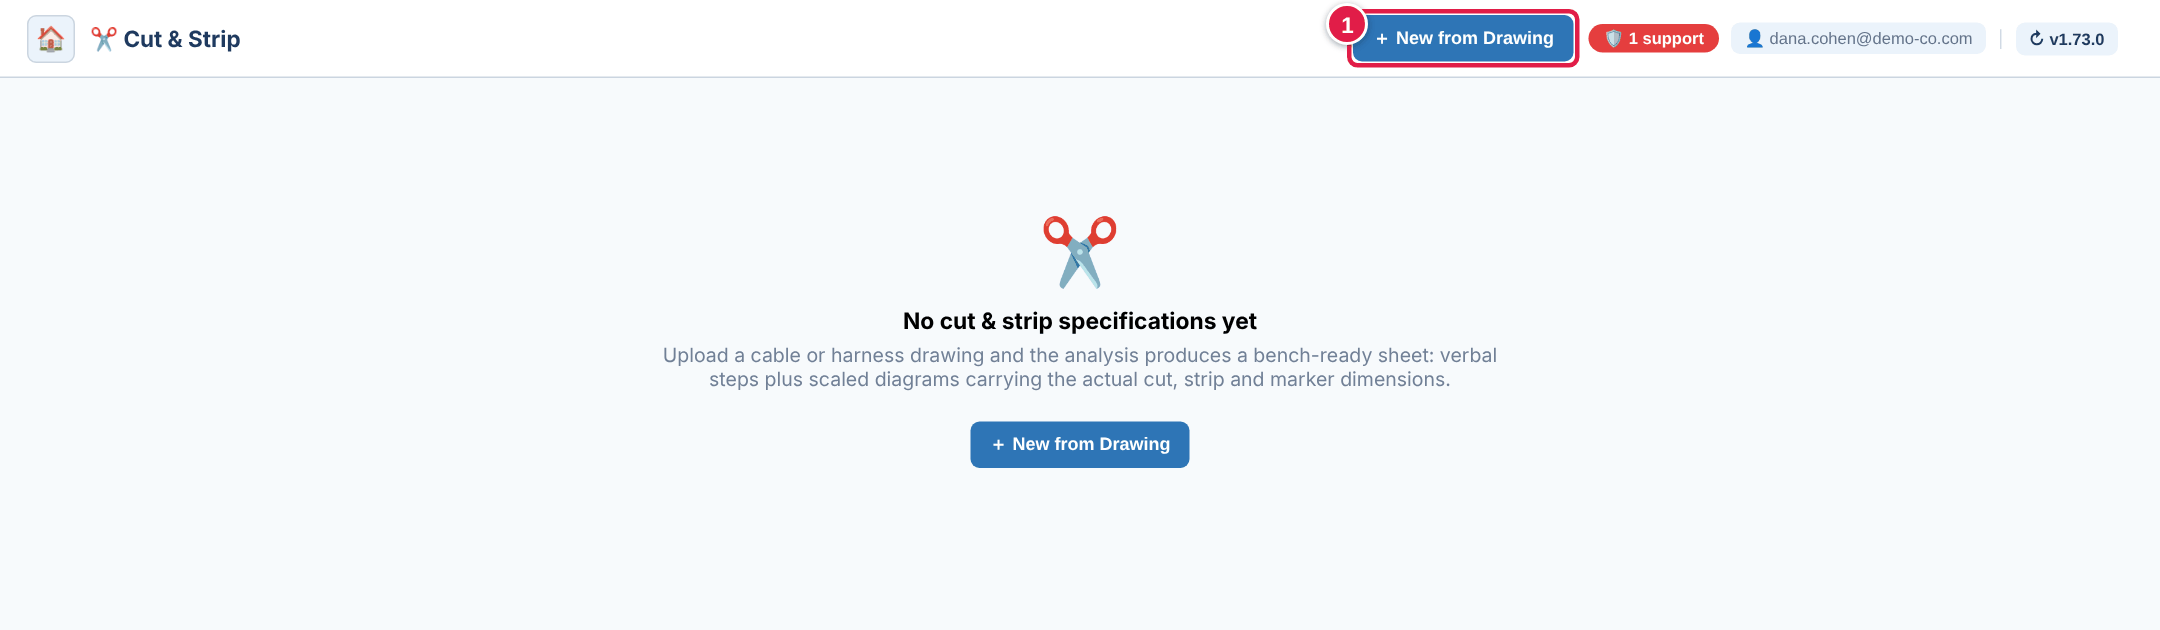 Cut & Strip
1
+ New from Drawing
1 support
dana.cohen@demo-co.com
↻ v1.73.0
No cut & strip specifications yet
Upload a cable or harness drawing and the analysis produces a bench-ready sheet: verbal
steps plus scaled diagrams carrying the actual cut, strip and marker dimensions.
+ New from Drawing